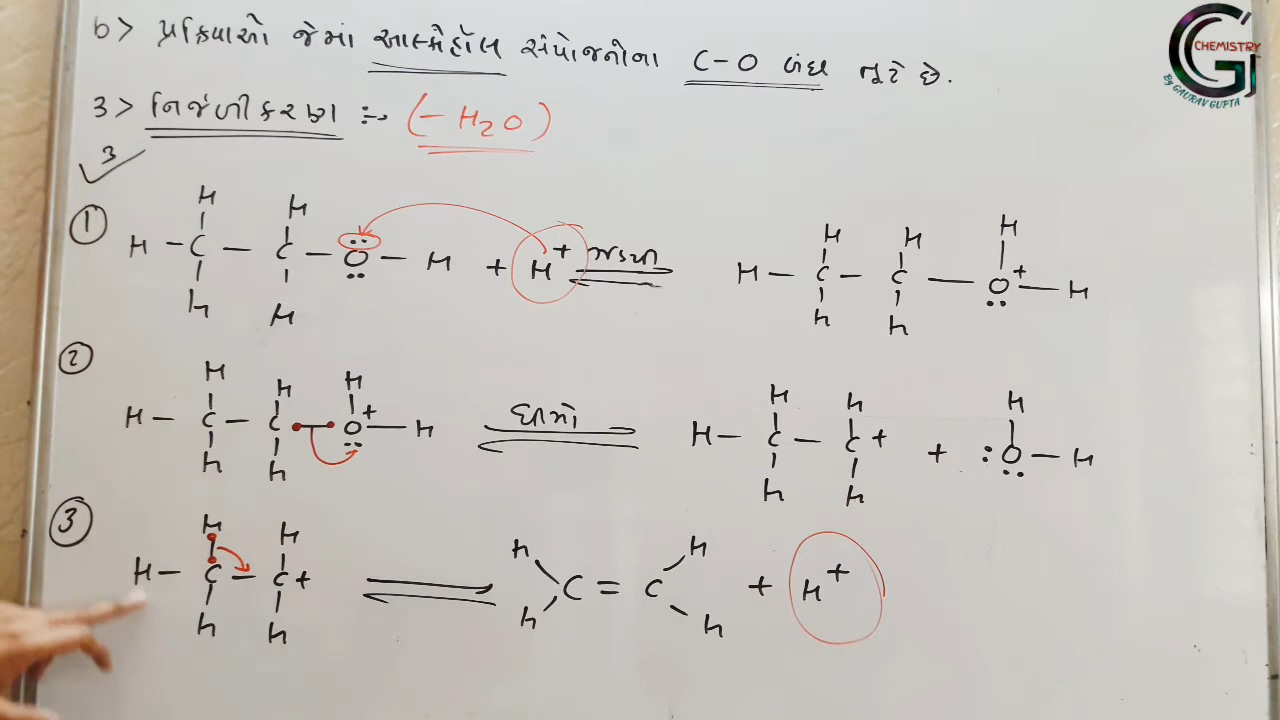 b> પ્રક્રિયાઓ જેમાં આલ્કોહૉલ સંયોજનોના C-O બંધ તૂટે છે.
3> નિર્જળીકરણ :- (- H2O)
3
CHEMISTRY
By GAURAV GUPTA
①
H H H
H - C - C - O - H + H+ ઝડપી H - C - C - O+ - H
H H H H
②
H H H H H H
H - C - C - O+ - H ધીમો H - C - C+ + :O - H
H H H H
③
H H H H
H - C - C+ C = C + H+
H H H H